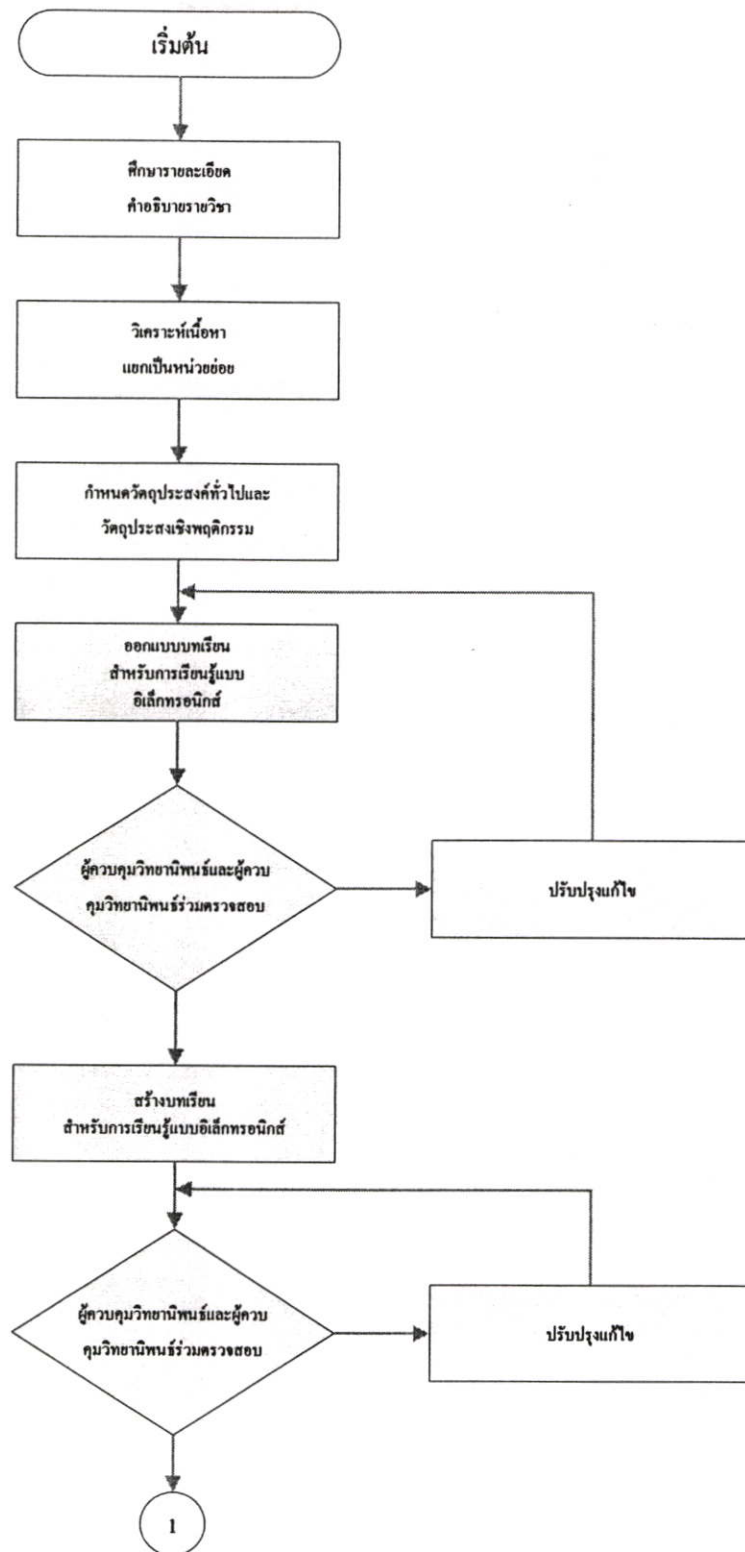 เริ่มต้น
ศึกษารายละเอียด
คำอธิบายรายวิชา
วิเคราะห์เนื้อหา
แยกเป็นหน่วยย่อย
กำหนดวัตถุประสงค์ทั่วไปและ
วัตถุประสงเชิงพฤติกรรม
ออกแบบบทเรียน
สำหรับการเรียนรู้แบบ
อิเล็กทรอนิกส์
ผู้ควบคุมวิทยานิพนธ์และผู้ควบ
คุมวิทยานิพนธ์ร่วมตรวจสอบ
ปรับปรุงแก้ไข
สร้างบทเรียน
สำหรับการเรียนรู้แบบอิเล็กทรอนิกส์
ผู้ควบคุมวิทยานิพนธ์และผู้ควบ
คุมวิทยานิพนธ์ร่วมตรวจสอบ
ปรับปรุงแก้ไข
1